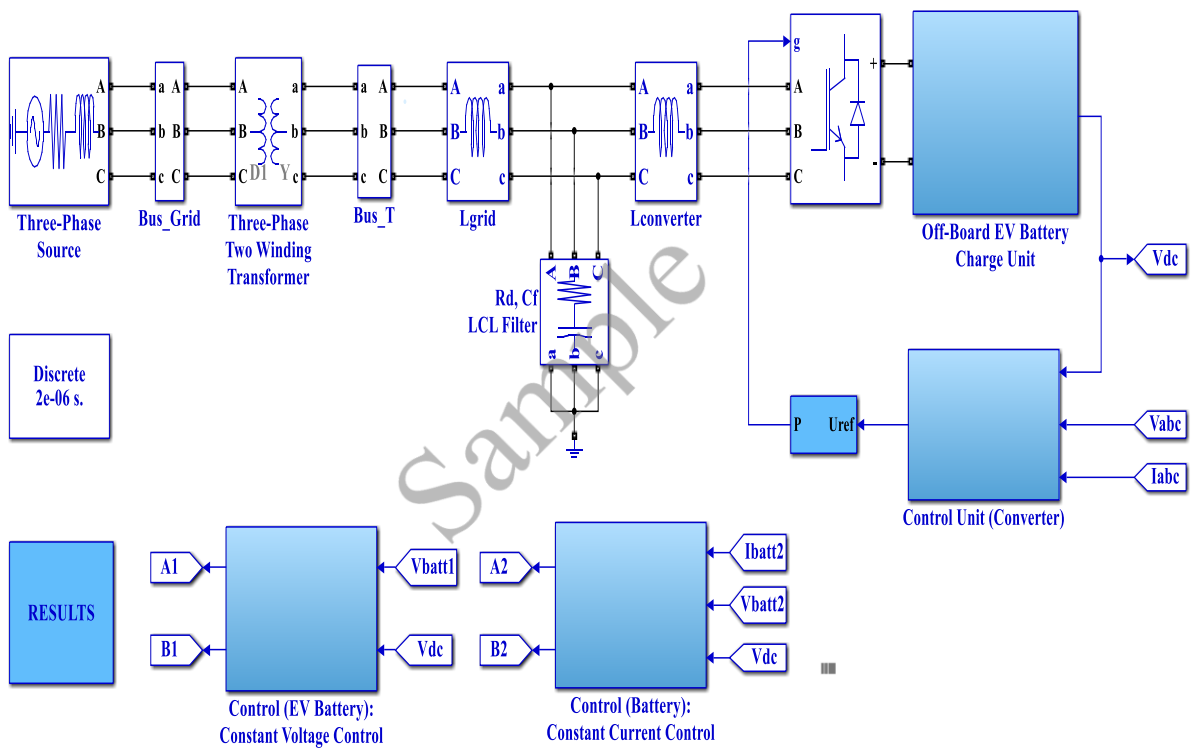 A
B
C
Three-Phase
Source
a A
b B
c C
Bus_Grid
A a
B b
C D1 Y c
Three-Phase
Two Winding
Transformer
a A
b B
c C
Bus_T
A a
B b
C c
Lgrid
A a
B b
C c
Lconverter
g
A
B
C
+
-
Off-Board EV Battery
Charge Unit
Vdc
A B C
Rd, Cf
LCL Filter
a b c
Sample
Discrete
2e-06 s.
P Uref
Vabc
Iabc
Control Unit (Converter)
RESULTS
A1
B1
Vbatt1
Vdc
Control (EV Battery):
Constant Voltage Control
A2
B2
Ibatt2
Vbatt2
Vdc
Control (Battery):
Constant Current Control